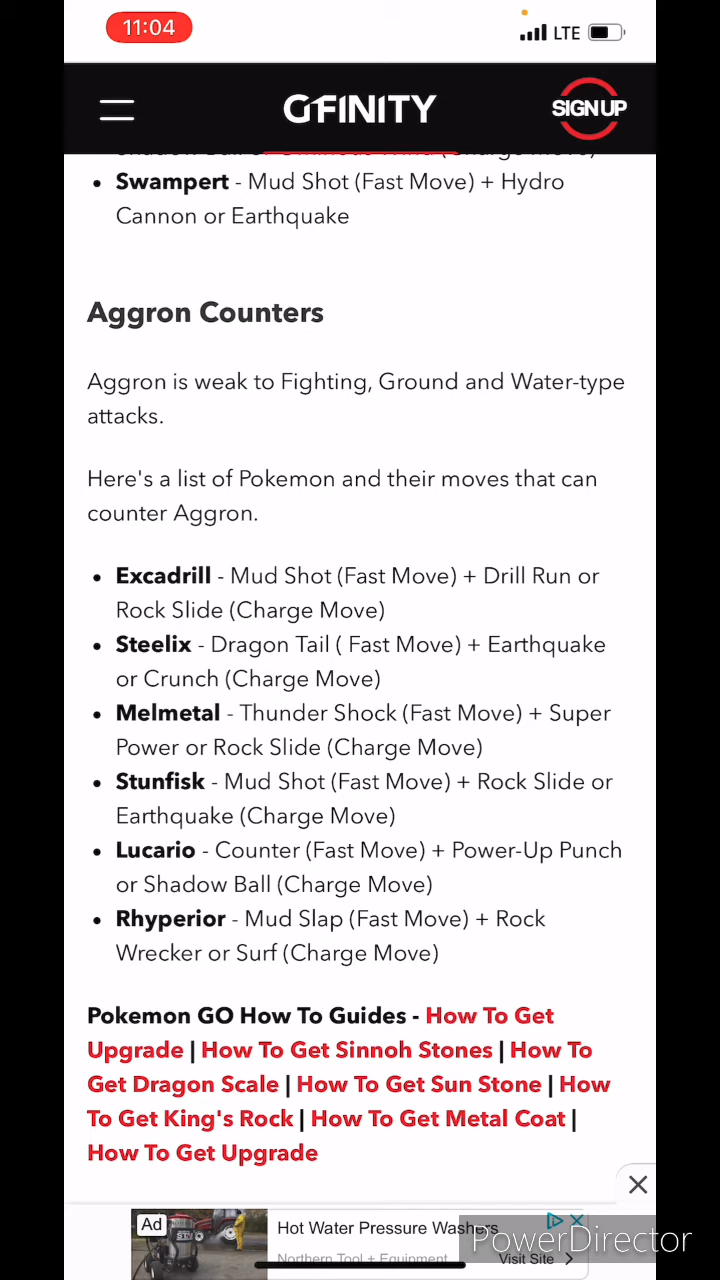 11:04
LTE
GFINITY
SIGN UP
Swampert - Mud Shot (Fast Move) + Hydro
Cannon or Earthquake
Aggron Counters
Aggron is weak to Fighting, Ground and Water-type
attacks.
Here's a list of Pokemon and their moves that can
counter Aggron.
Excadrill - Mud Shot (Fast Move) + Drill Run or
Rock Slide (Charge Move)
Steelix - Dragon Tail ( Fast Move) + Earthquake
or Crunch (Charge Move)
Melmetal - Thunder Shock (Fast Move) + Super
Power or Rock Slide (Charge Move)
Stunfisk - Mud Shot (Fast Move) + Rock Slide or
Earthquake (Charge Move)
Lucario - Counter (Fast Move) + Power-Up Punch
or Shadow Ball (Charge Move)
Rhyperior - Mud Slap (Fast Move) + Rock
Wrecker or Surf (Charge Move)
Pokemon GO How To Guides - How To Get
Upgrade | How To Get Sinnoh Stones | How To
Get Dragon Scale | How To Get Sun Stone | How
To Get King's Rock | How To Get Metal Coat |
How To Get Upgrade
Ad
Hot Water Pressure Washers
Northern Tool + Equipment
Visit Site
PowerDirector